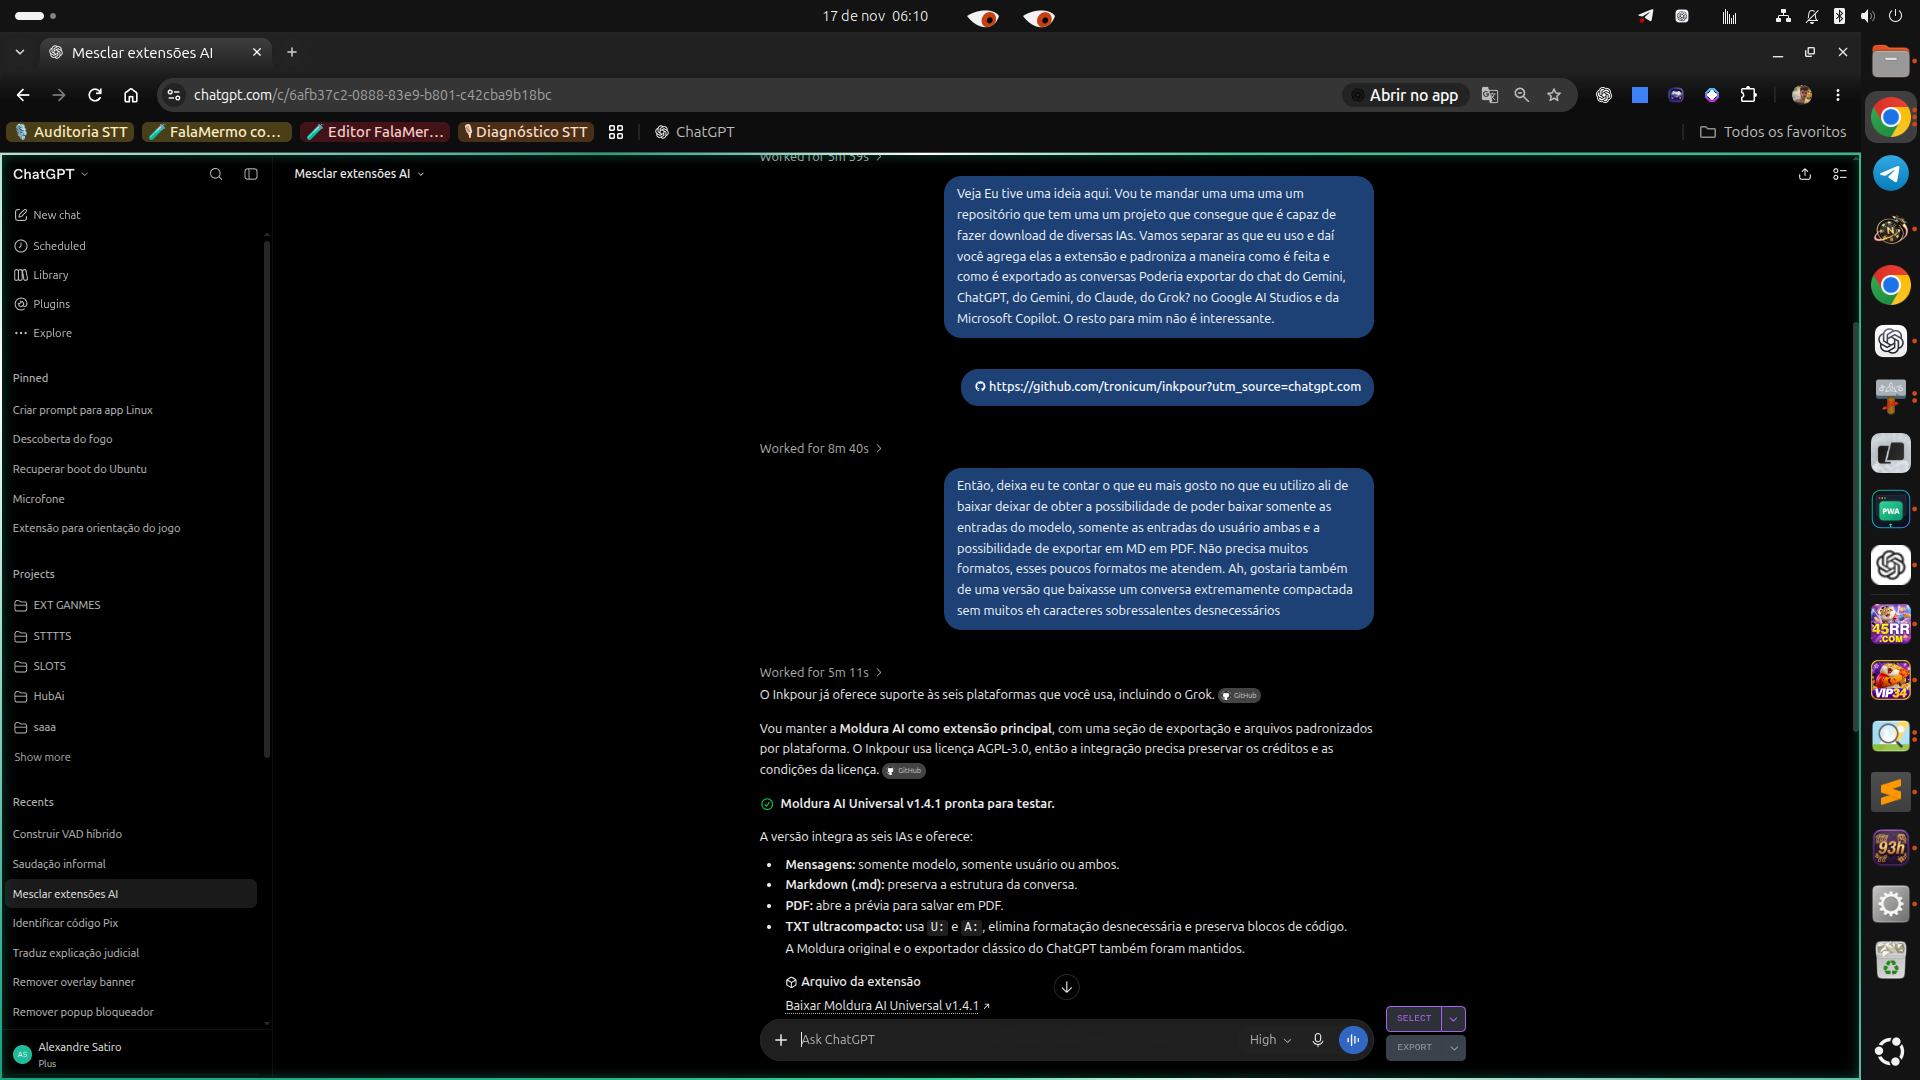 17 de nov 06:10
Mesclar extensões AI
chatgpt.com/c/6afb37c2-0888-83e9-b801-c42cba9b18bc
Abrir no app
Auditoria STT
FalaMermo co...
Editor FalaMer...
Diagnóstico STT
ChatGPT
Todos os favoritos
ChatGPT
New chat
Scheduled
Library
Plugins
Explore
Pinned
Criar prompt para app Linux
Descoberta do fogo
Recuperar boot do Ubuntu
Microfone
Extensão para orientação do jogo
Projects
EXT GANMES
STTTTS
SLOTS
HubAi
saaa
Show more
Recents
Construir VAD híbrido
Saudação informal
Mesclar extensões AI
Identificar código Pix
Traduz explicação judicial
Remover overlay banner
Remover popup bloqueador
AS
Alexandre Satiro
Plus
Mesclar extensões AI
Worked for 3m 59s
Veja Eu tive uma ideia aqui. Vou te mandar uma uma uma um
repositório que tem uma um projeto que consegue que é capaz de
fazer download de diversas IAs. Vamos separar as que eu uso e daí
você agrega elas a extensão e padroniza a maneira como é feita e
como é exportado as conversas Poderia exportar do chat do Gemini,
ChatGPT, do Gemini, do Claude, do Grok? no Google AI Studios e da
Microsoft Copilot. O resto para mim não é interessante.
https://github.com/tronicum/inkpour?utm_source=chatgpt.com
Worked for 8m 40s
Então, deixa eu te contar o que eu mais gosto no que eu utilizo ali de
baixar deixar de obter a possibilidade de poder baixar somente as
entradas do modelo, somente as entradas do usuário ambas e a
possibilidade de exportar em MD em PDF. Não precisa muitos
formatos, esses poucos formatos me atendem. Ah, gostaria também
de uma versão que baixasse um conversa extremamente compactada
sem muitos eh caracteres sobressalentes desnecessários
Worked for 5m 11s
O Inkpour já oferece suporte às seis plataformas que você usa, incluindo o Grok. GitHub
Vou manter a Moldura AI como extensão principal, com uma seção de exportação e arquivos padronizados
por plataforma. O Inkpour usa licença AGPL-3.0, então a integração precisa preservar os créditos e as
condições da licença. GitHub
Moldura AI Universal v1.4.1 pronta para testar.
A versão integra as seis IAs e oferece:
• Mensagens: somente modelo, somente usuário ou ambos.
• Markdown (.md): preserva a estrutura da conversa.
• PDF: abre a prévia para salvar em PDF.
• TXT ultracompacto: usa U: e A:, elimina formatação desnecessária e preserva blocos de código.
A Moldura original e o exportador clássico do ChatGPT também foram mantidos.
Arquivo da extensão
Baixar Moldura AI Universal v1.4.1
Ask ChatGPT
High
SELECT
EXPORT
PWA
45RR
.COM
VIP34
93h